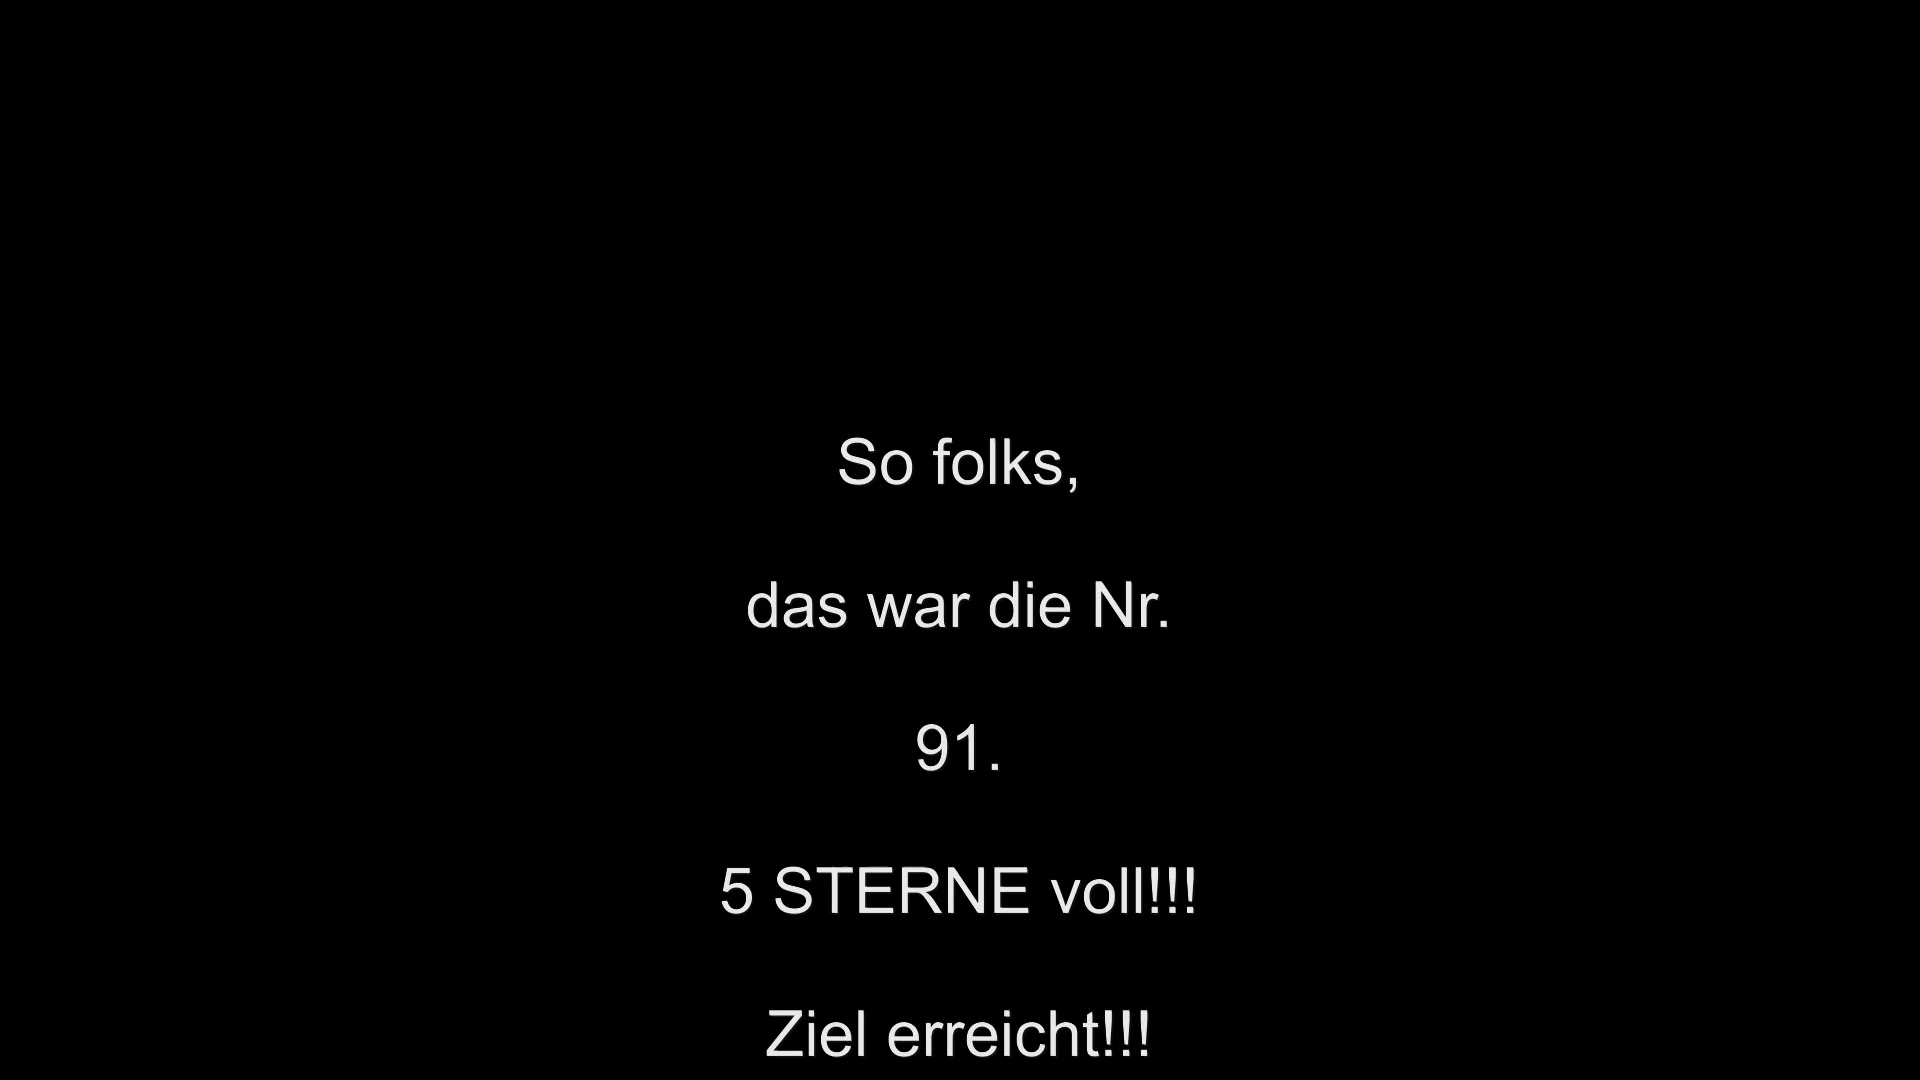 So folks,
das war die Nr.
91.
5 STERNE voll!!!
Ziel erreicht!!!